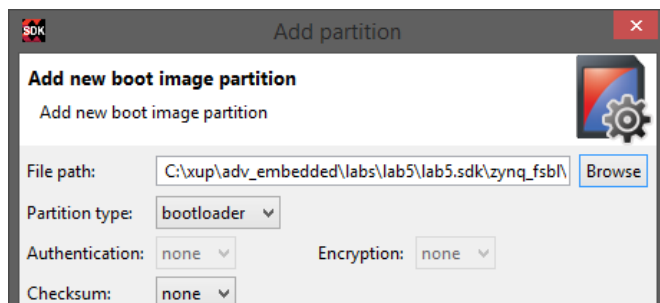 SDK
Add partition
Add new boot image partition
Add new boot image partition
File path: C:\xup\adv_embedded\labs\lab5\lab5.sdk\zynq_fsbl\ Browse
Partition type: bootloader
Authentication: none Encryption: none
Checksum: none